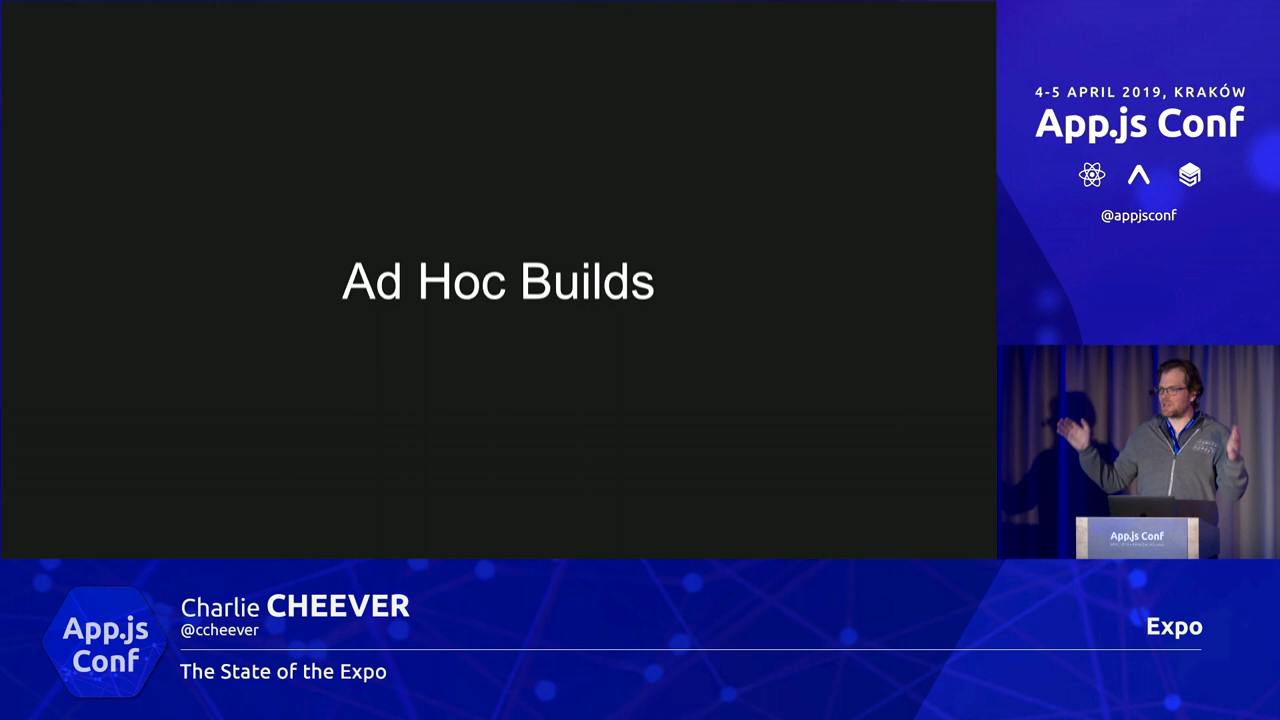 Ad Hoc Builds
4-5 APRIL 2019, KRAKÓW
App.js Conf
@appjsconf
App.js Conf
App.js
Conf
Charlie CHEEVER
@ccheever
The State of the Expo
Expo